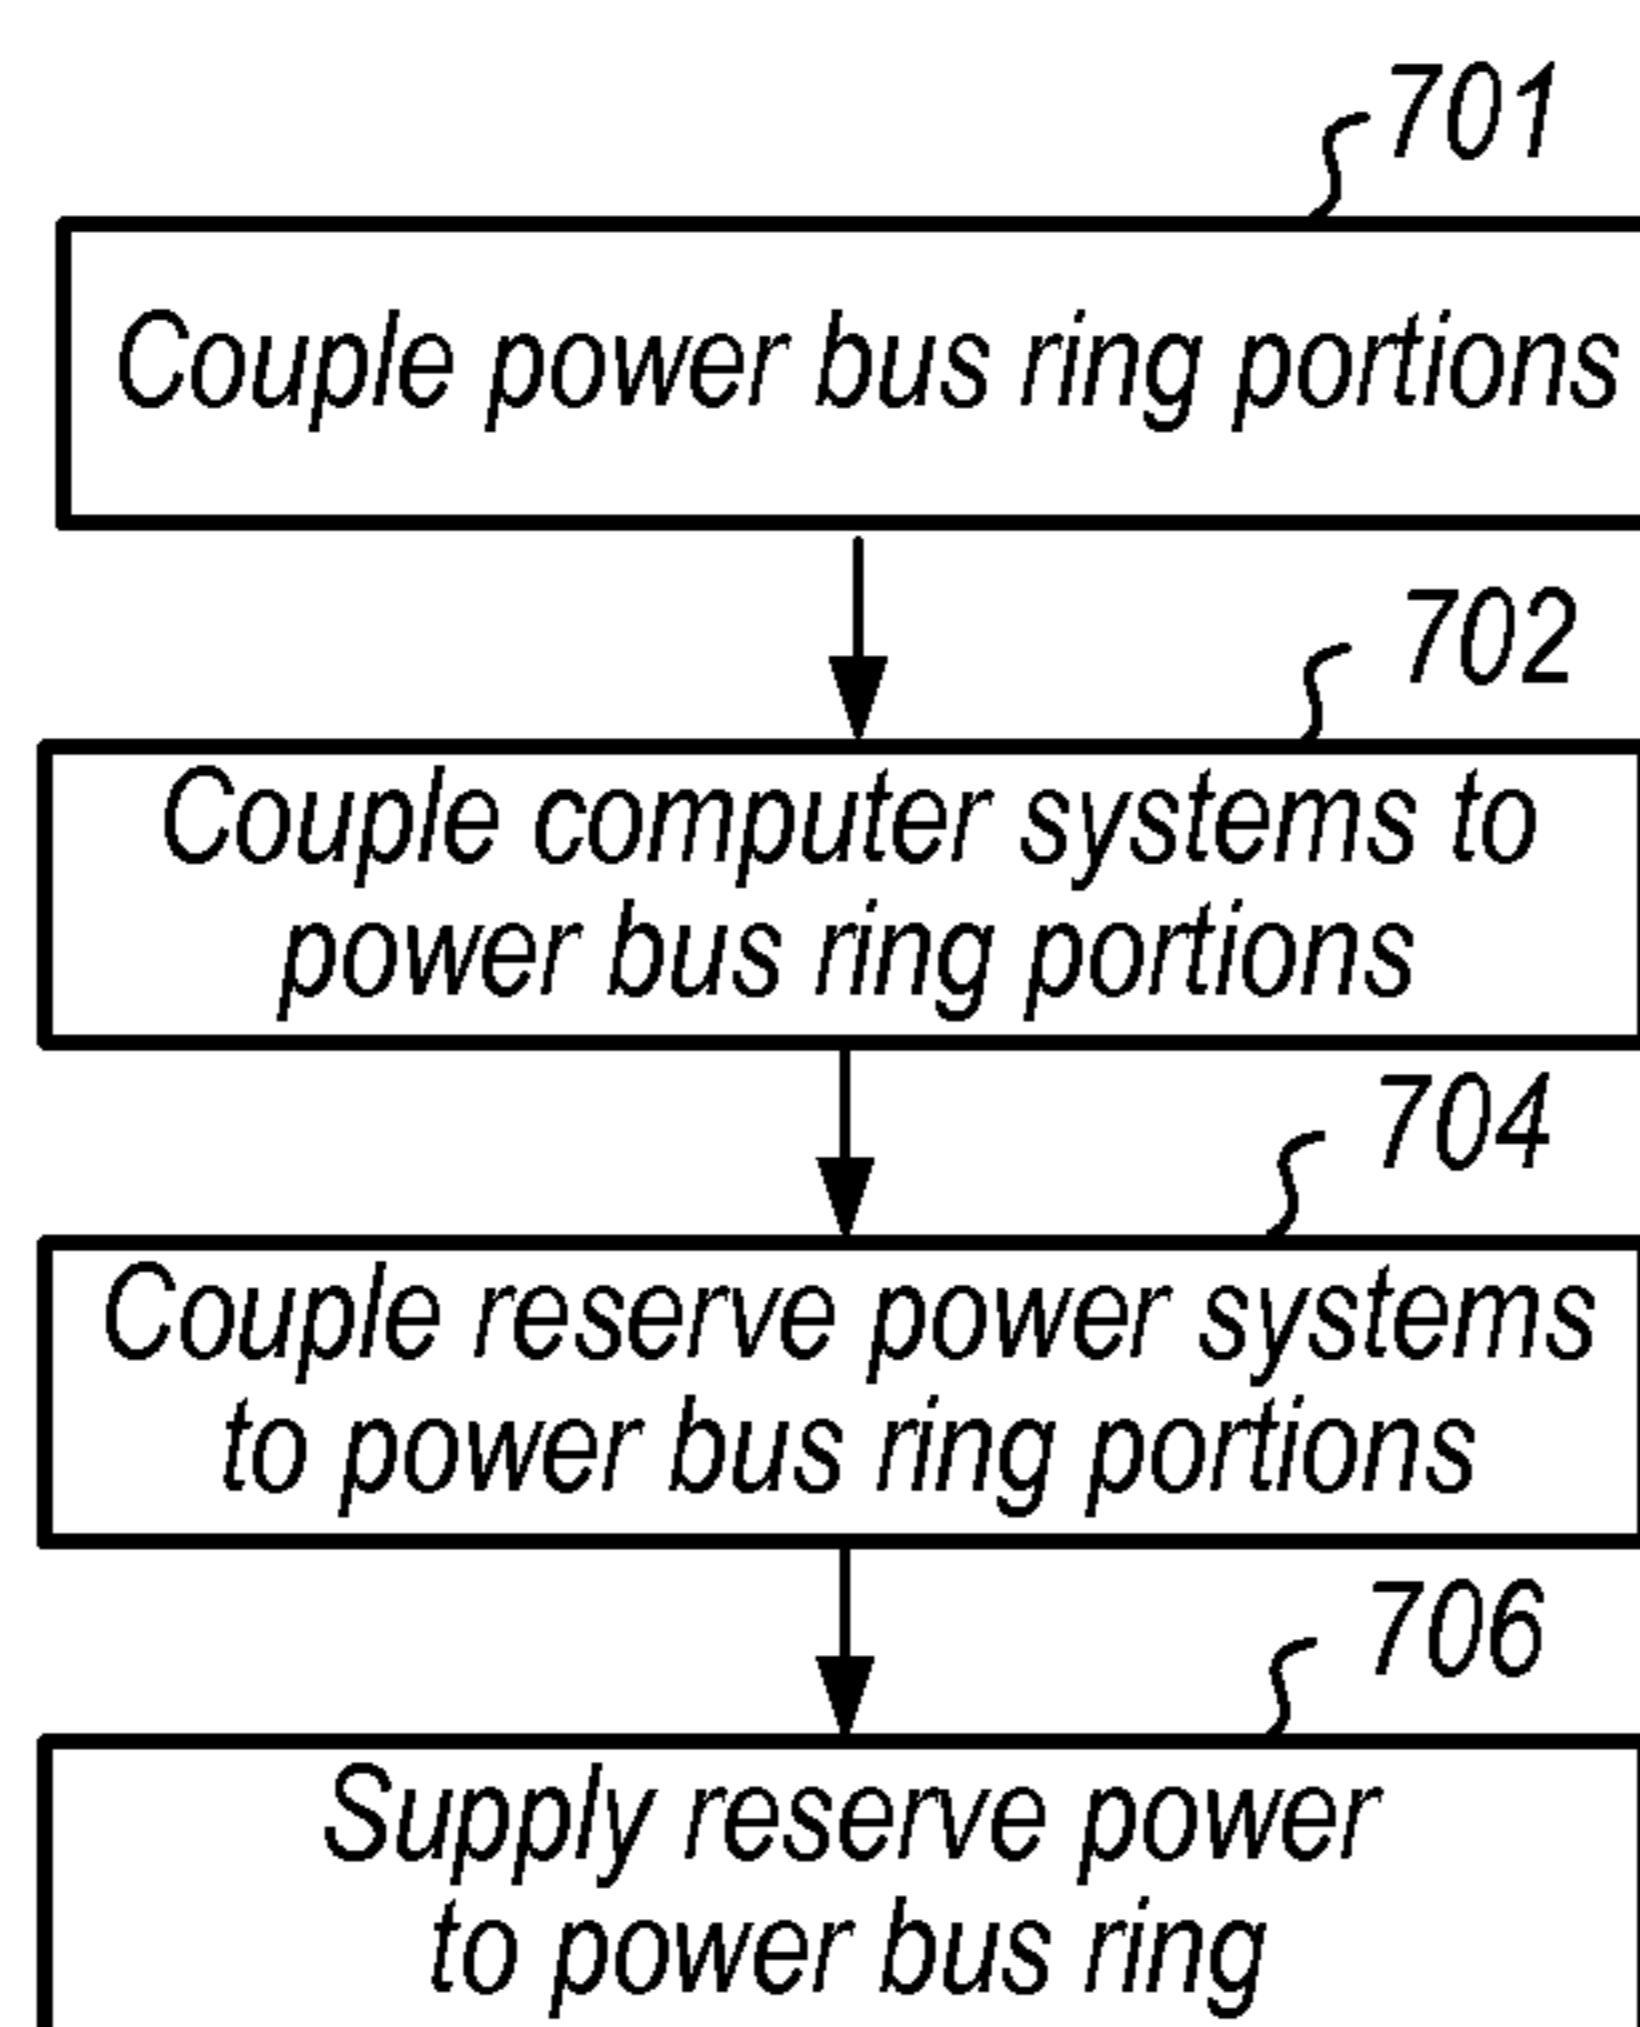 701
Couple power bus ring portions
702
Couple computer systems to
power bus ring portions
704
Couple reserve power systems
to power bus ring portions
706
Supply reserve power
to power bus ring